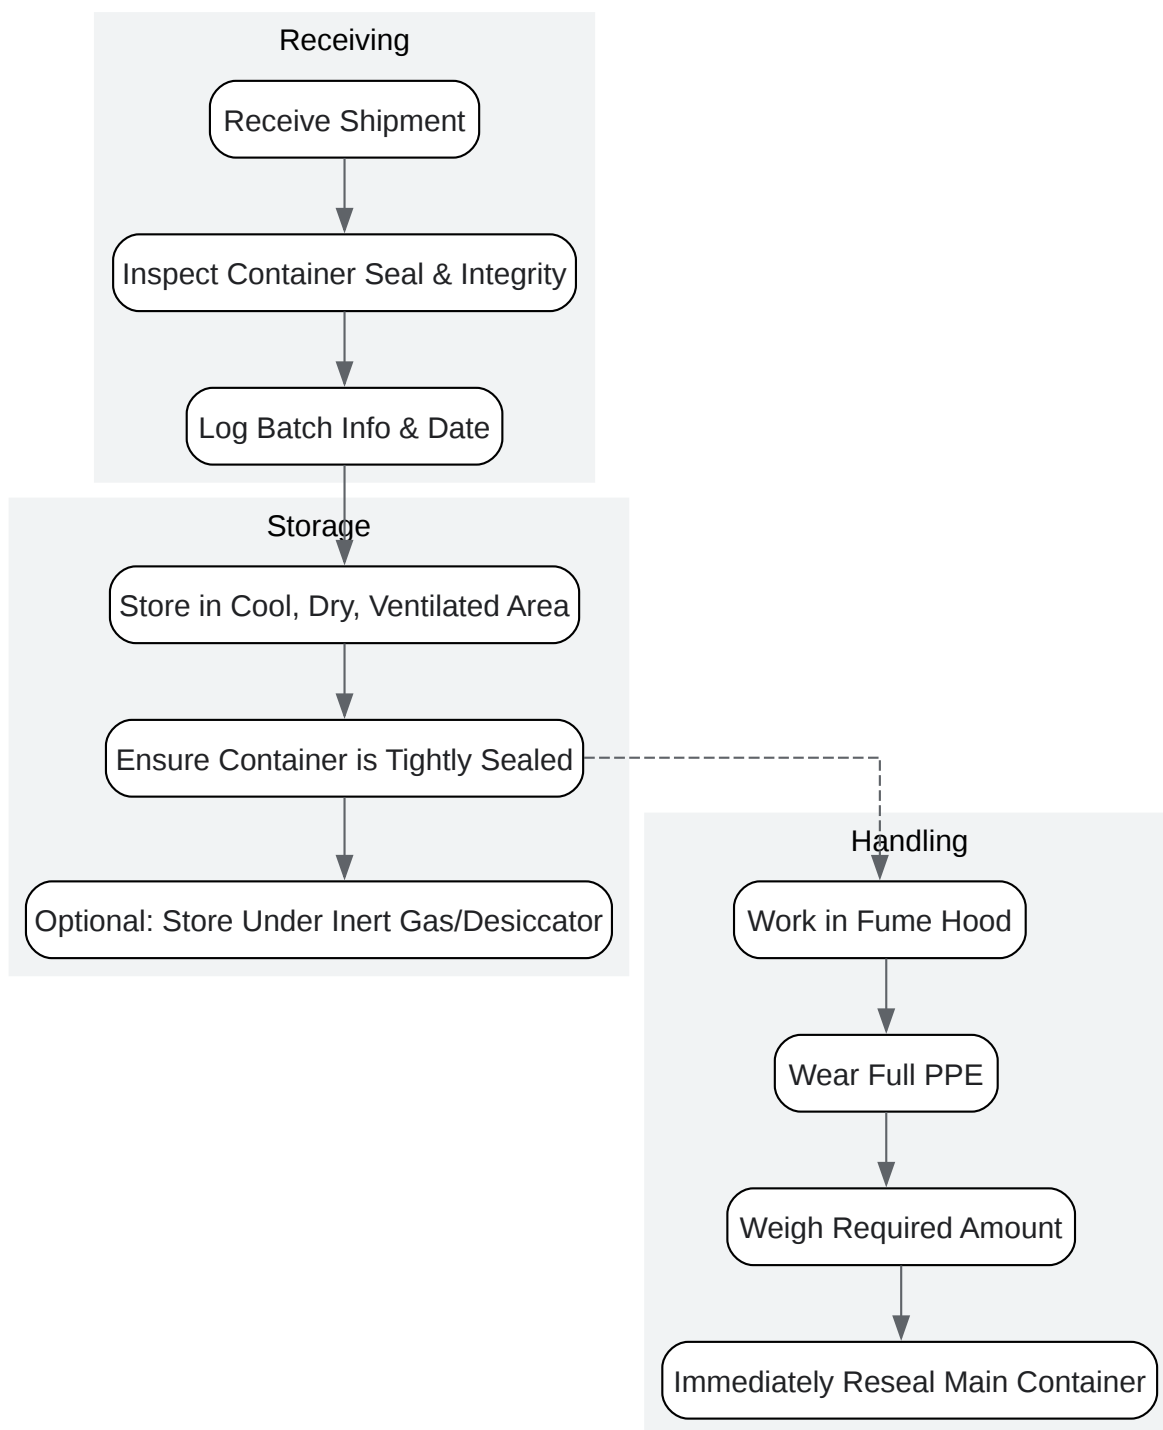 Receiving
Receive Shipment
Inspect Container Seal & Integrity
Log Batch Info & Date
Storage
Store in Cool, Dry, Ventilated Area
Ensure Container is Tightly Sealed
Optional: Store Under Inert Gas/Desiccator
Handling
Work in Fume Hood
Wear Full PPE
Weigh Required Amount
Immediately Reseal Main Container